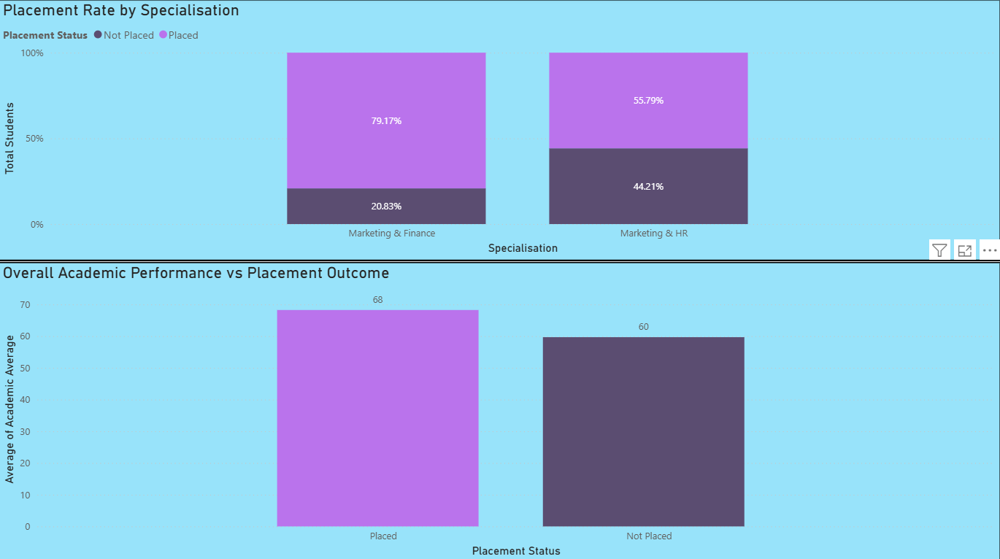 Placement Rate by Specialisation
Placement Status Not Placed Placed
100%
50%
0%
Total Students
79.17%
20.83%
55.79%
44.21%
Marketing & Finance
Marketing & HR
Specialisation
Overall Academic Performance vs Placement Outcome
70
60
50
40
30
20
10
0
Average of Academic Average
68
60
Placed
Not Placed
Placement Status